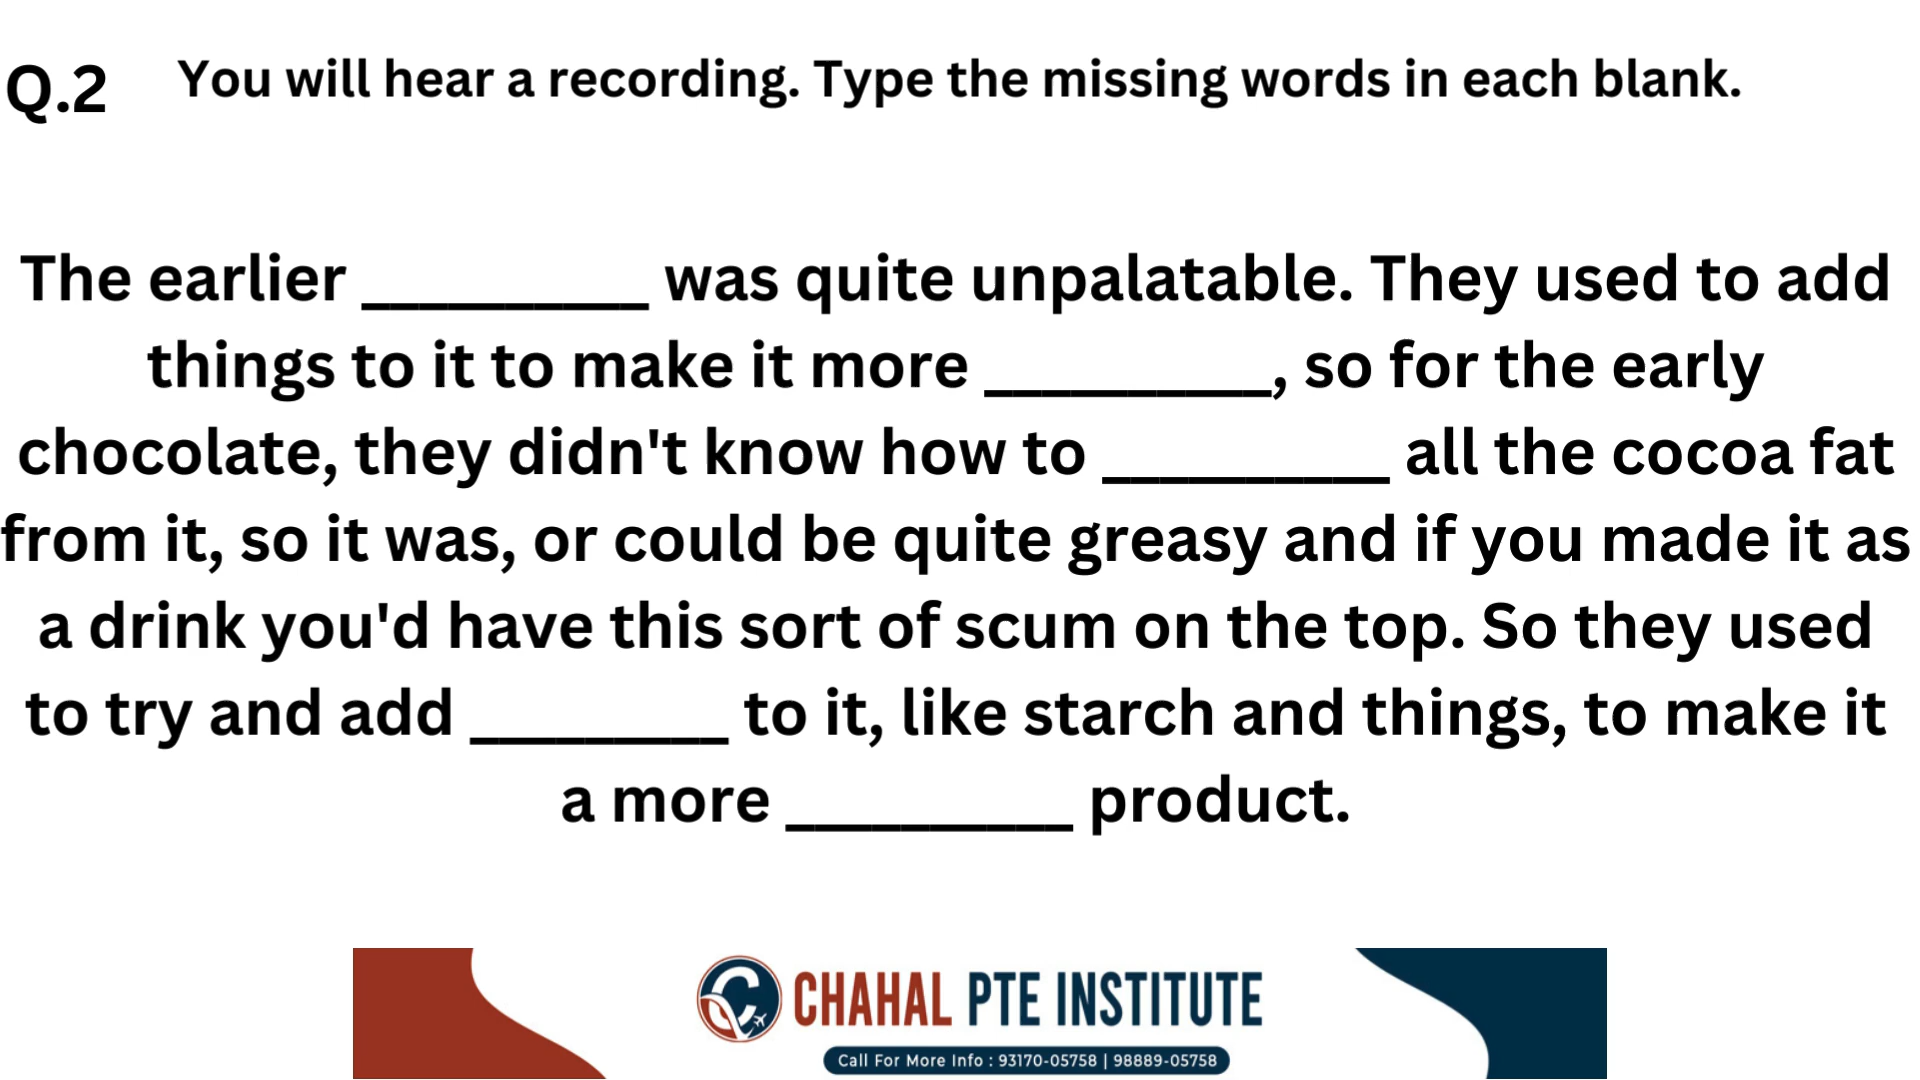 Q.2 You will hear a recording. Type the missing words in each blank.
The earlier __________ was quite unpalatable. They used to add
things to it to make it more __________, so for the early
chocolate, they didn't know how to __________ all the cocoa fat
from it, so it was, or could be quite greasy and if you made it as
a drink you'd have this sort of scum on the top. So they used
to try and add _________ to it, like starch and things, to make it
a more __________ product.
CHAHAL PTE INSTITUTE
Call For More Info : 93170-05758 | 98889-05758